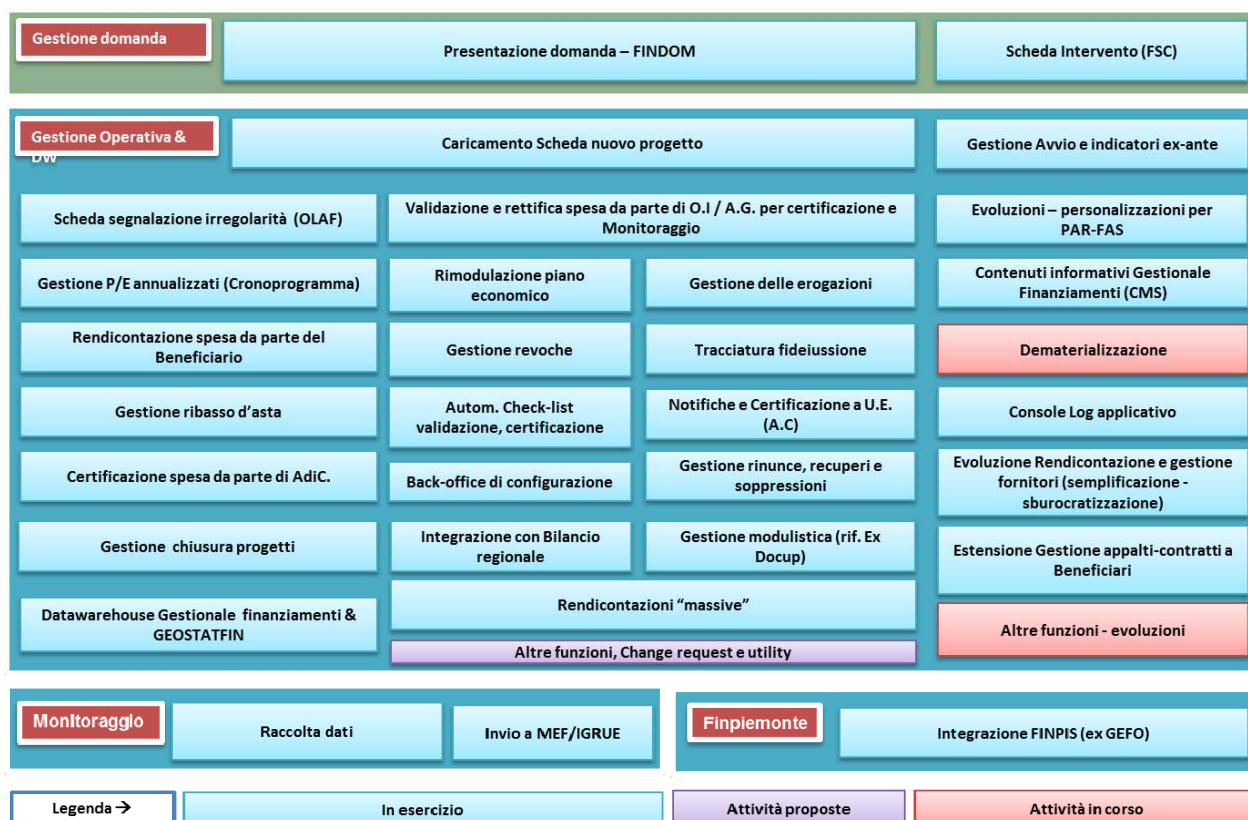 Gestione domanda
Presentazione domanda – FINDOM
Scheda Intervento (FSC)
Gestione Operativa &
DW
Caricamento Scheda nuovo progetto
Gestione Avvio e indicatori ex-ante
Scheda segnalazione irregolarità (OLAF)
Validazione e rettifica spesa da parte di O.I / A.G. per certificazione e
Monitoraggio
Evoluzioni – personalizzazioni per
PAR-FAS
Gestione P/E annualizzati (Cronoprogramma)
Rimodulazione piano
economico
Gestione delle erogazioni
Contenuti informativi Gestionale
Finanziamenti (CMS)
Rendicontazione spesa da parte del
Beneficiario
Gestione revoche
Tracciatura fideiussione
Dematerializzazione
Gestione ribasso d’asta
Autom. Check-list
validazione, certificazione
Notifiche e Certificazione a U.E.
(A.C)
Console Log applicativo
Certificazione spesa da parte di AdiC.
Back-office di configurazione
Gestione rinunce, recuperi e
soppressioni
Evoluzione Rendicontazione e gestione
fornitori (semplificazione -
sburocratizzazione)
Gestione chiusura progetti
Integrazione con Bilancio
regionale
Gestione modulistica (rif. Ex
Docup)
Estensione Gestione appalti-contratti a
Beneficiari
Datawarehouse Gestionale finanziamenti &
GEOSTATFIN
Rendicontazioni “massive”
Altre funzioni - evoluzioni
Altre funzioni, Change request e utility
Monitoraggio
Raccolta dati
Invio a MEF/IGRUE
Finpiemonte
Integrazione FINPIS (ex GEFO)
Legenda →
In esercizio
Attività proposte
Attività in corso